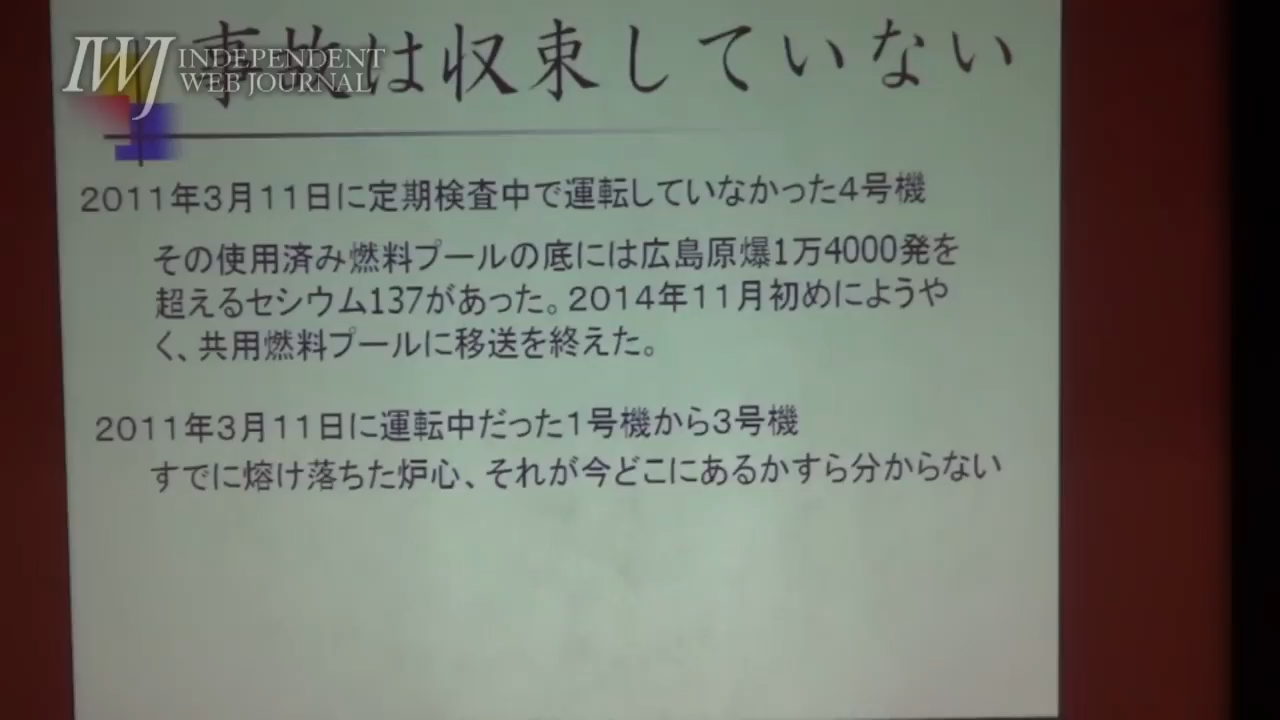 IWJ INDEPENDENT
WEB JOURNAL
事故は収束していない
2011年3月11日に定期検査中で運転していなかった4号機
その使用済み燃料プールの底には広島原爆1万4000発を
超えるセシウム137があった。2014年11月初めにようや
く、共用燃料プールに移送を終えた。
2011年3月11日に運転中だった1号機から3号機
すでに熔け落ちた炉心、それが今どこにあるかすら分からない